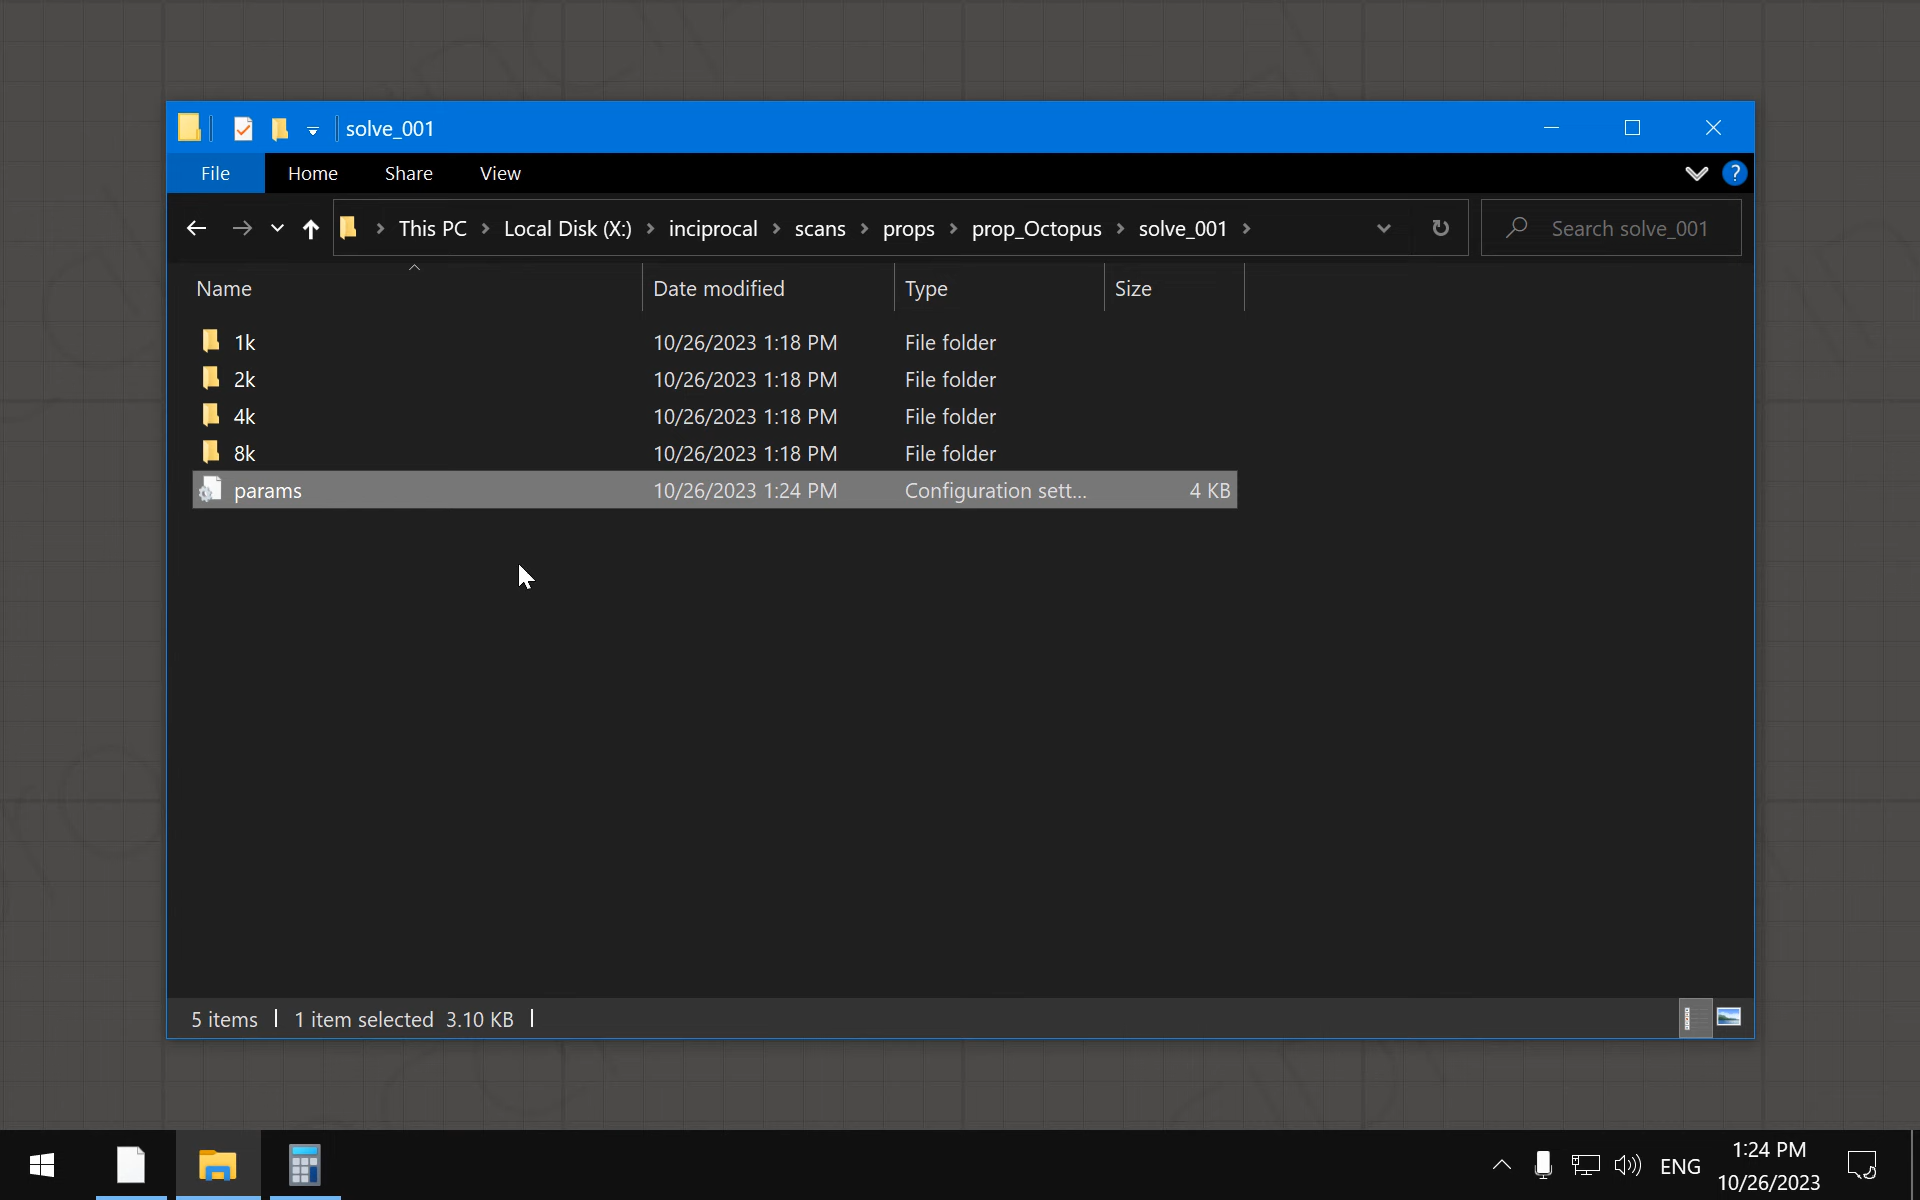 solve_001
File Home Share View
This PC Local Disk (X:) inciprocal scans props prop_Octopus solve_001 Search solve_001
Name Date modified Type Size
1k 10/26/2023 1:18 PM File folder
2k 10/26/2023 1:18 PM File folder
4k 10/26/2023 1:18 PM File folder
8k 10/26/2023 1:18 PM File folder
params 10/26/2023 1:24 PM Configuration sett... 4 KB
5 items 1 item selected 3.10 KB
1:24 PM
ENG
10/26/2023